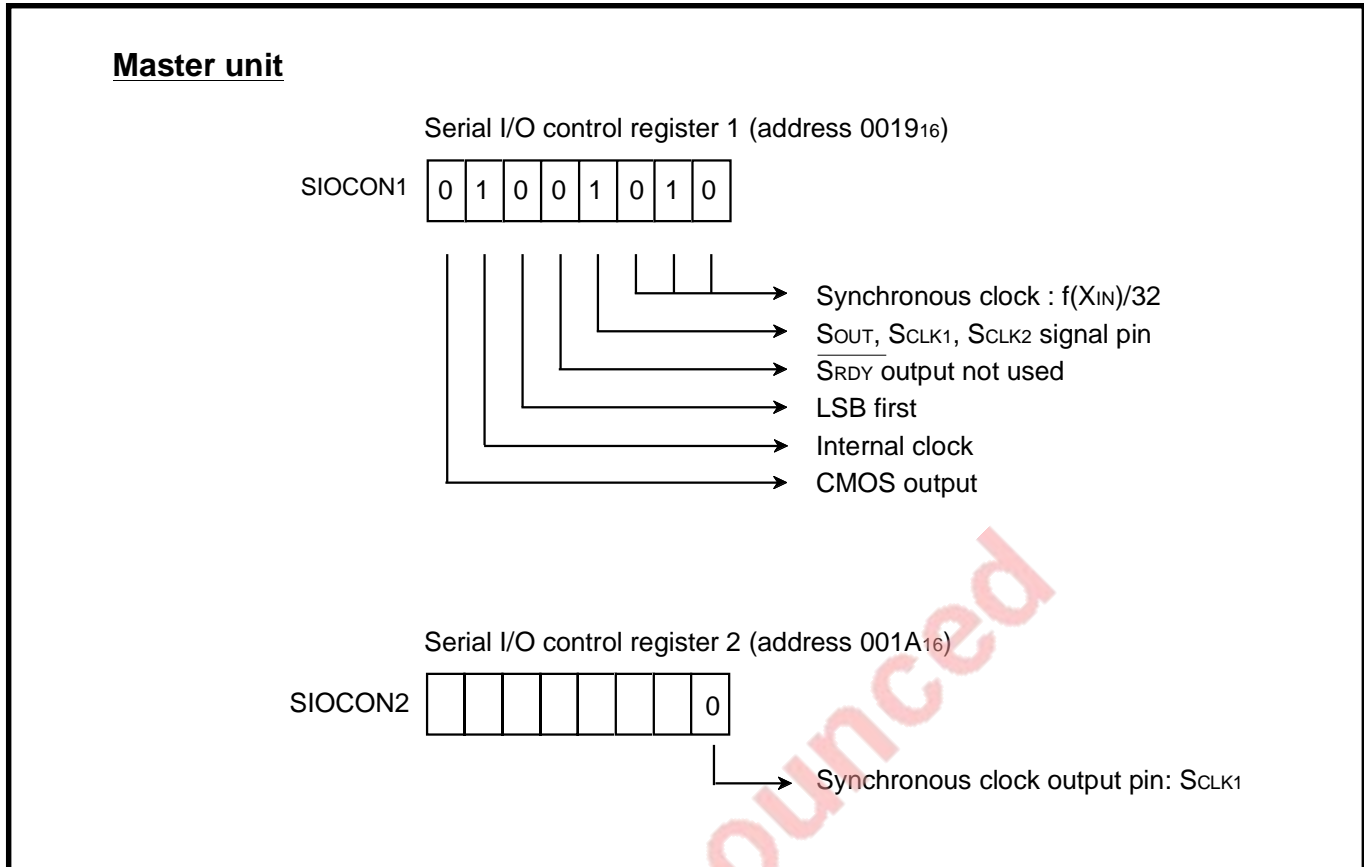 Master unit
Serial I/O control register 1 (address 001916)
SIOCON1 0 1 0 0 1 0 1 0
Synchronous clock : f(XIN)/32
SOUT, SCLK1, SCLK2 signal pin
SRDY output not used
LSB first
Internal clock
CMOS output
Serial I/O control register 2 (address 001A16)
SIOCON2 0
Synchronous clock output pin: SCLK1
ounced